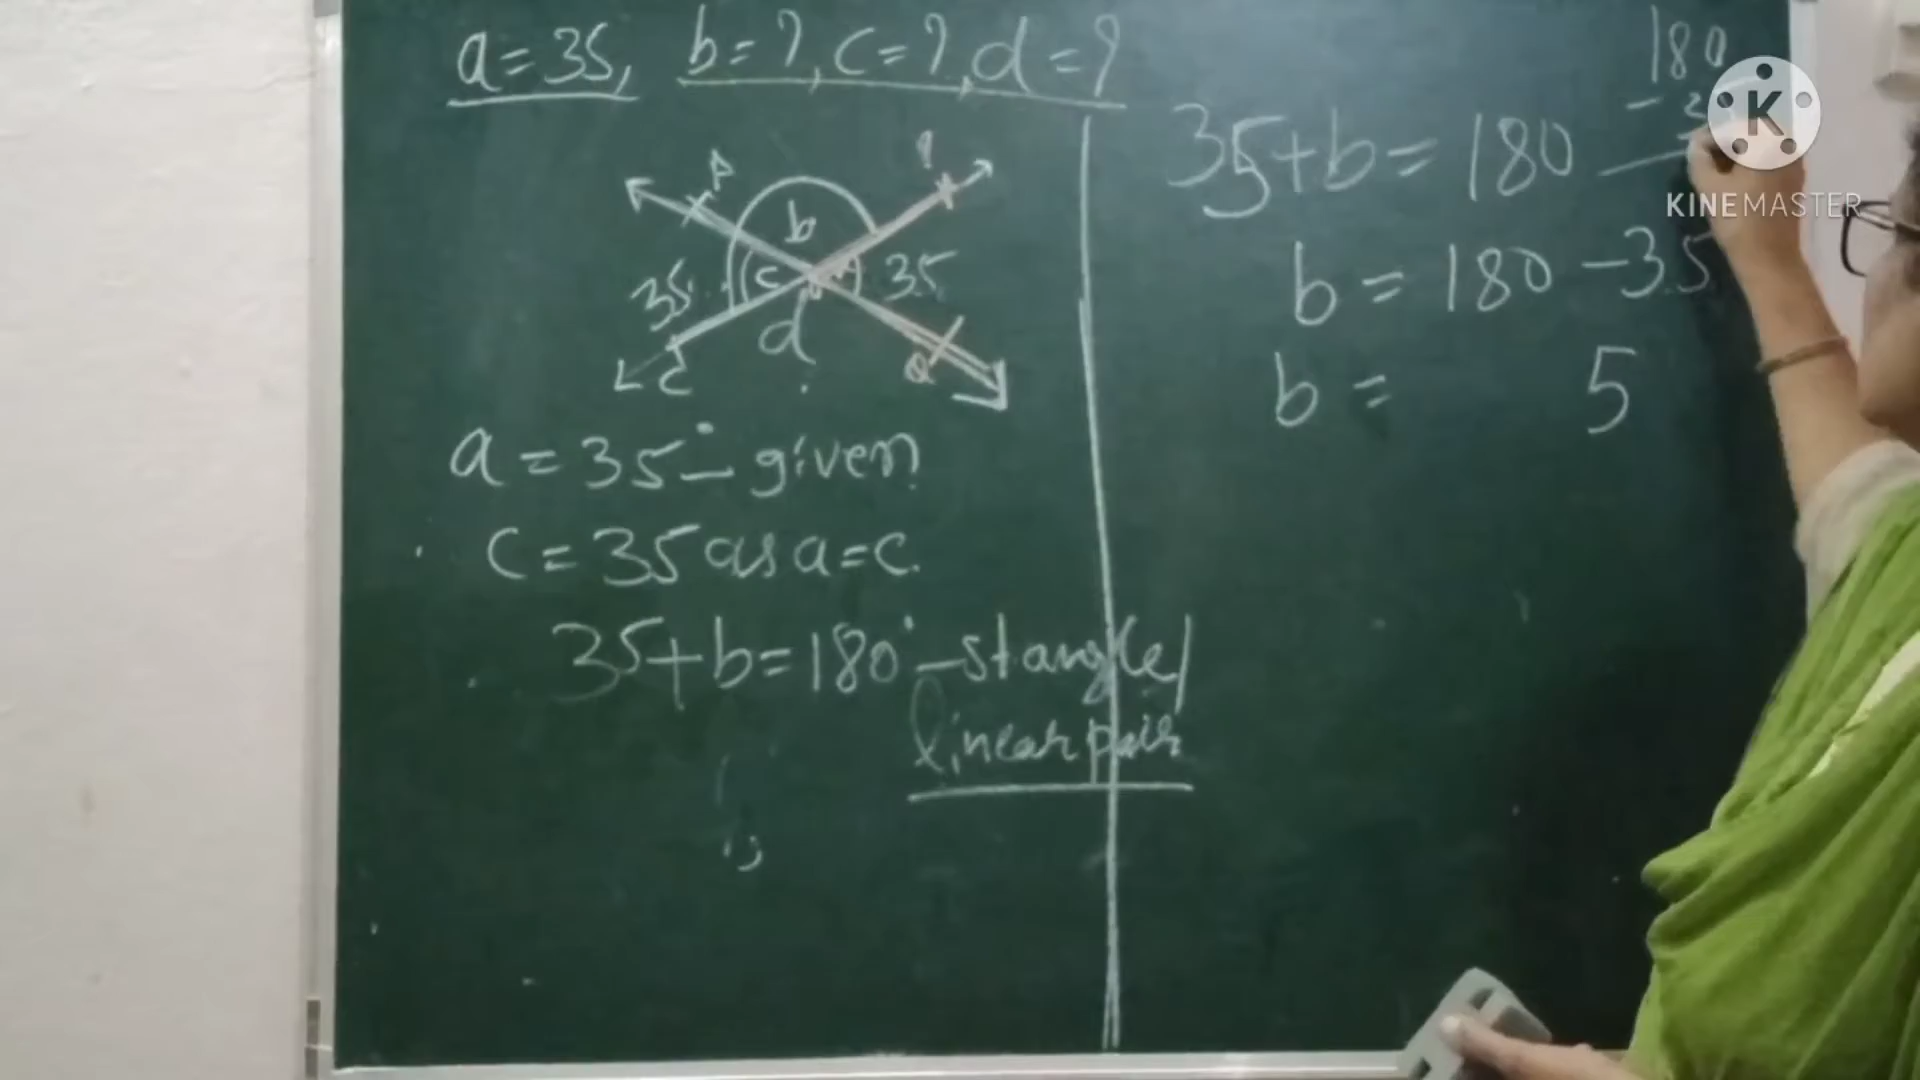 a=35, b=?, c=?, d=?
b
35 c 35
d
a = 35° - given
c = 35 as a=c.
35+b=180° - st angle/
linear pair
180
-
35+b= 180
b = 180 -35
b = 5
K
KINEMASTER